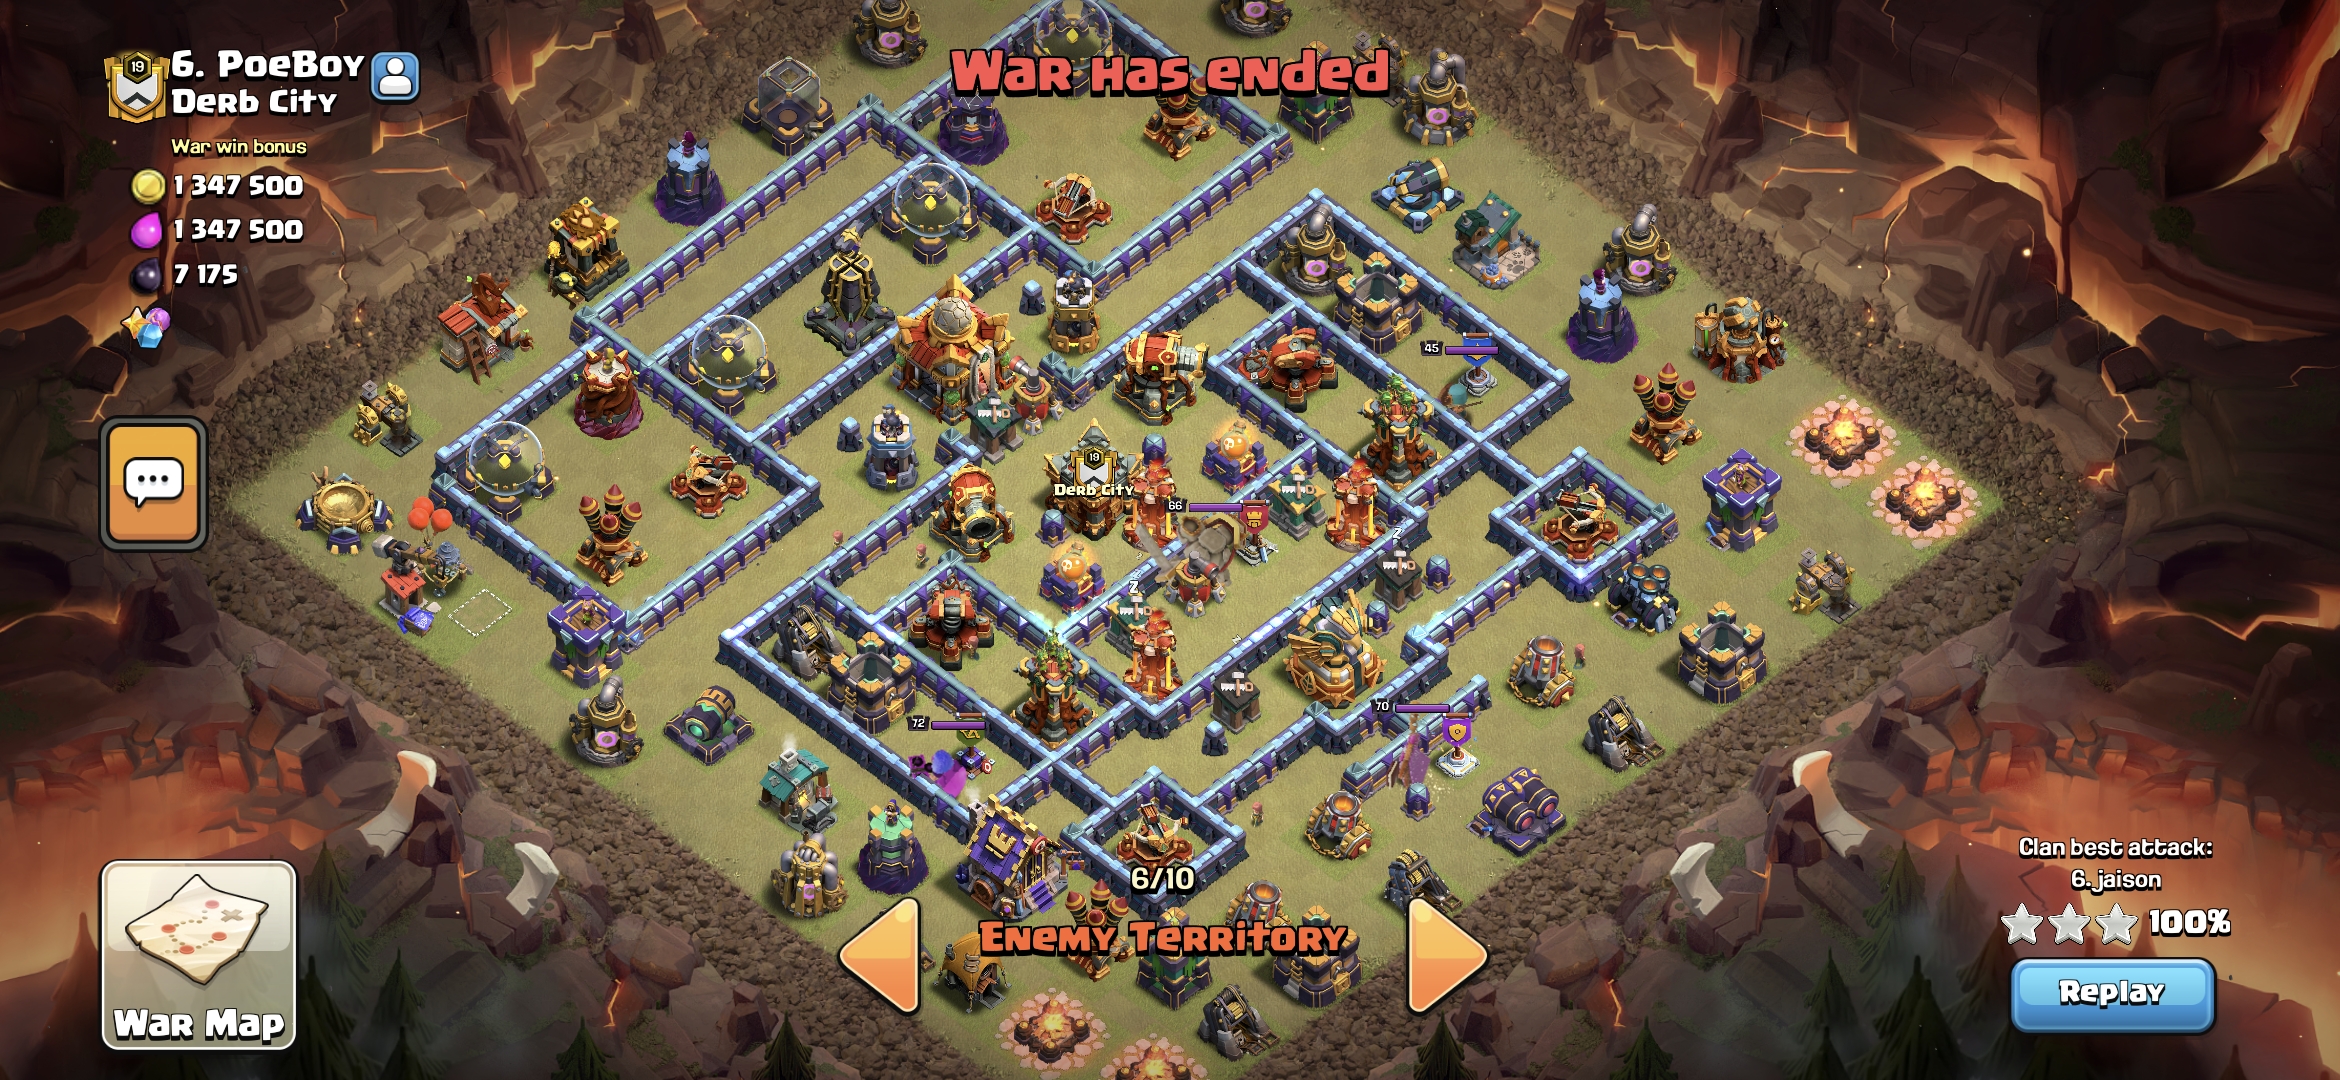 War has ended
19
6. PoeBoy
Derb City
War win bonus
1 347 500
1 347 500
7 175
45
19
Derb City
66
z
z
70
72
6/10
Enemy Territory
War Map
Clan best attack:
6. jaison
100%
Replay